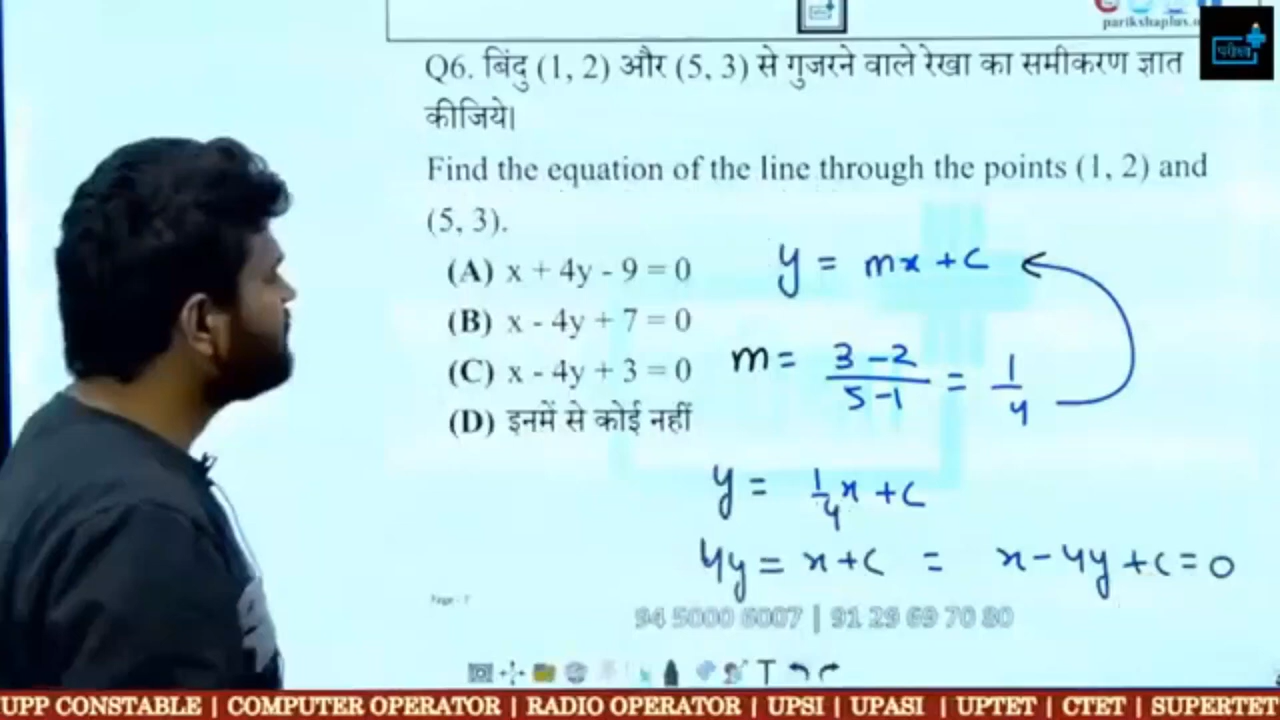 parikshaplus.
परीक्षा
Q6. बिंदु (1, 2) और (5, 3) से गुजरने वाले रेखा का समीकरण ज्ञात
कीजिये।
Find the equation of the line through the points (1, 2) and
(5, 3).
(A) x + 4y - 9 = 0
(B) x - 4y + 7 = 0
(C) x - 4y + 3 = 0
(D) इनमें से कोई नहीं
y = mx + c
m = 3-2/5-1 = 1/4
y = 1/4 x + c
4y = x + c = x - 4y + c = 0
94 5000 6007 | 91 29 69 70 80
UPP CONSTABLE | COMPUTER OPERATOR | RADIO OPERATOR | UPSI | UPASI | UPTET | CTET | SUPERTET